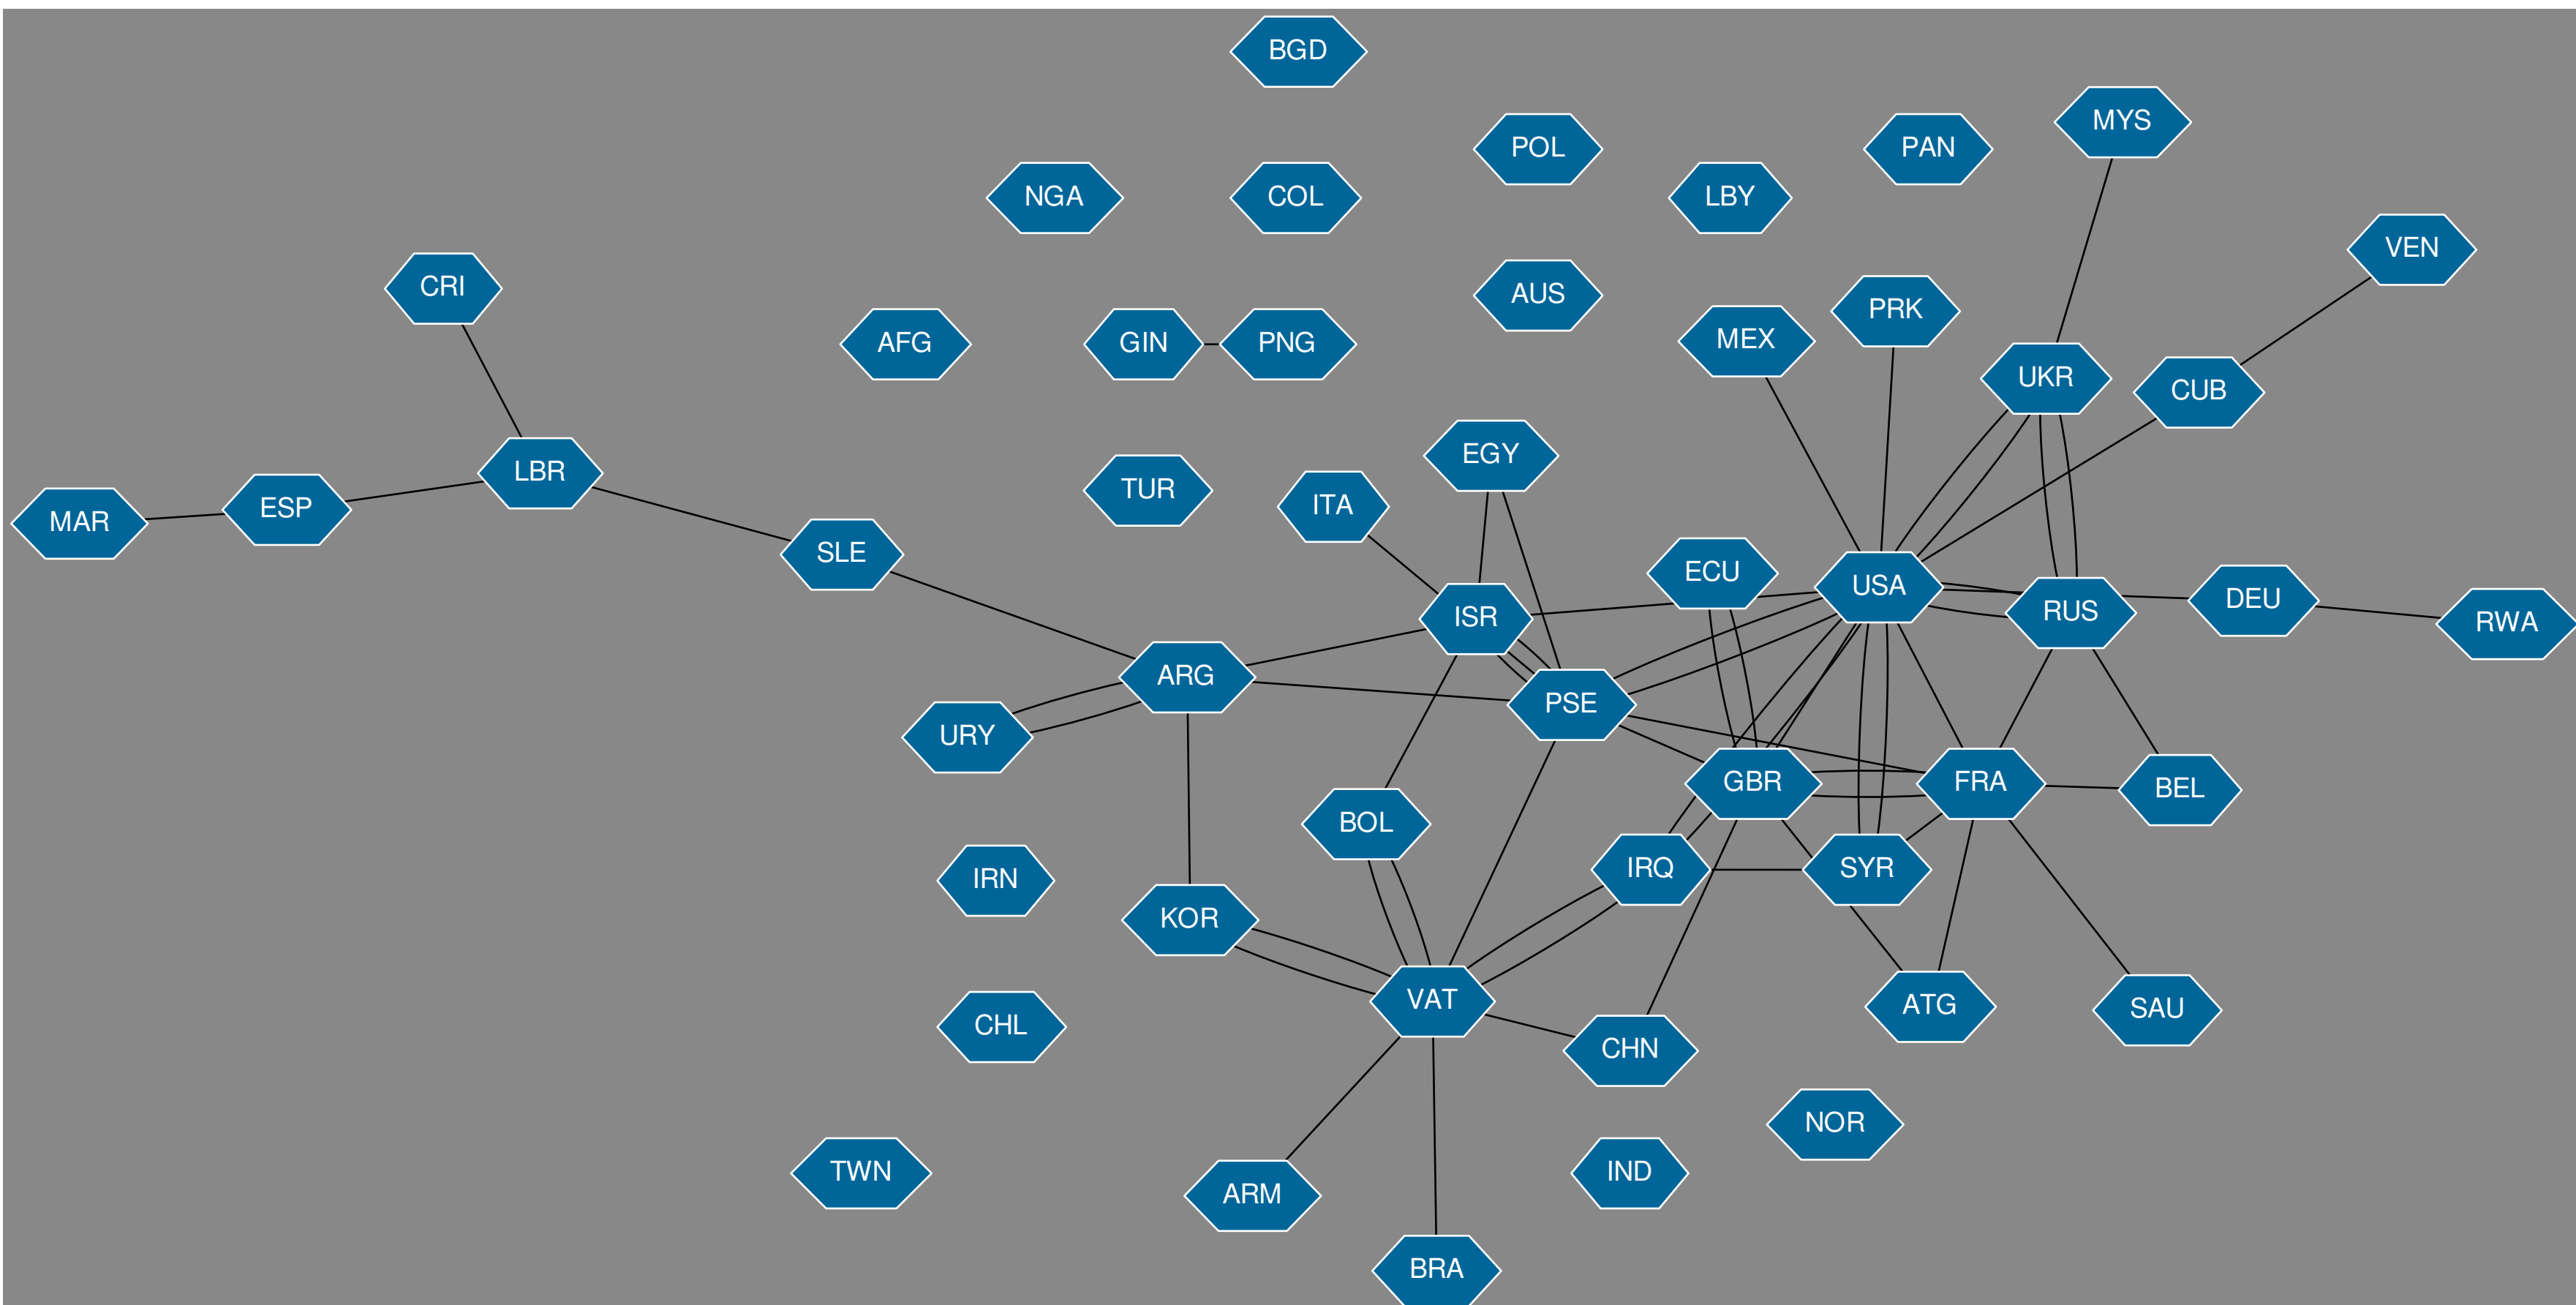 BGD
MYS
POL
PAN
NGA
COL
LBY
VEN
CRI
AUS
PRK
AFG
GIN
PNG
MEX
UKR
CUB
EGY
LBR
TUR
ITA
ESP
MAR
SLE
ECU
USA
DEU
ISR
RUS
RWA
ARG
PSE
URY
GBR
FRA
BEL
BOL
IRQ
SYR
IRN
KOR
VAT
ATG
SAU
CHL
CHN
NOR
TWN
IND
ARM
BRA